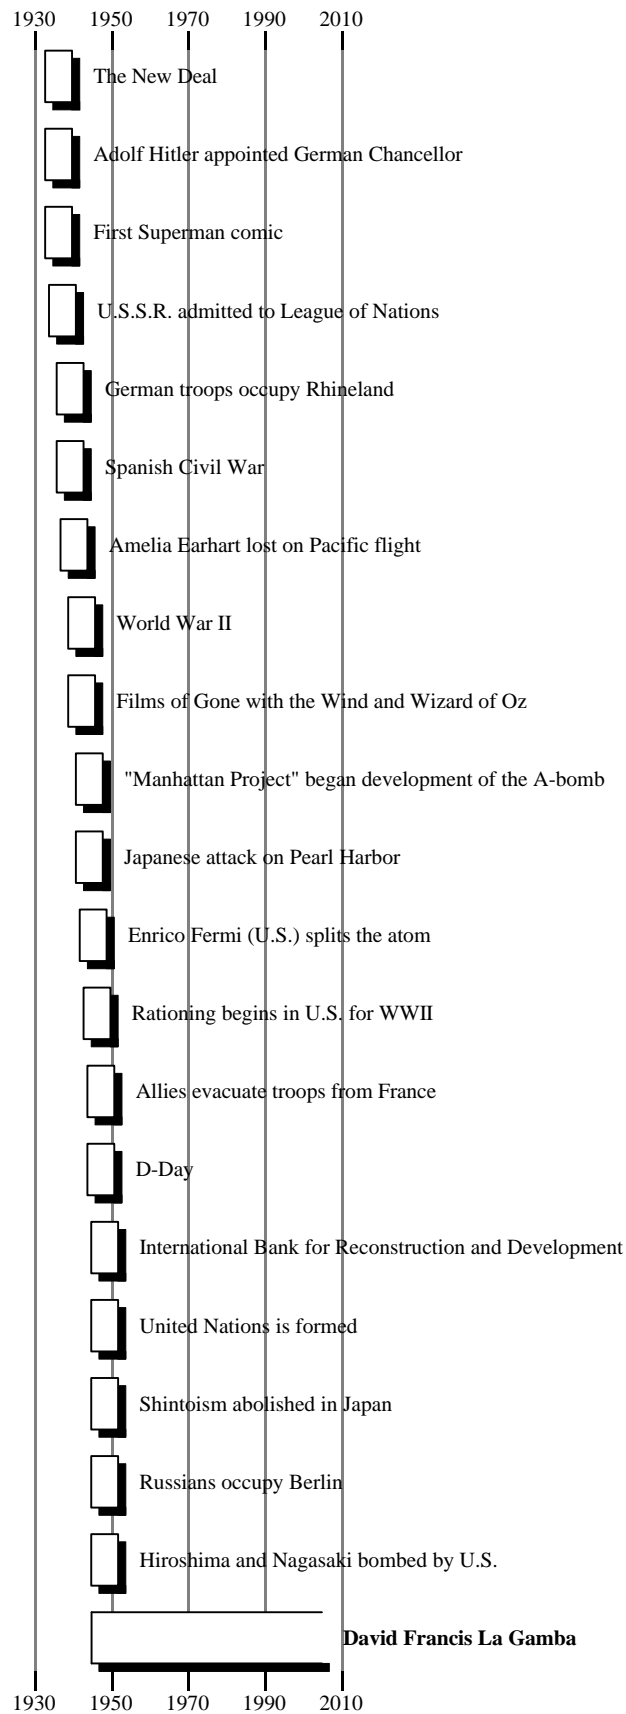 1930 1950 1970 1990 2010
The New Deal
Adolf Hitler appointed German Chancellor
First Superman comic
U.S.S.R. admitted to League of Nations
German troops occupy Rhineland
Spanish Civil War
Amelia Earhart lost on Pacific flight
World War II
Films of Gone with the Wind and Wizard of Oz
"Manhattan Project" began development of the A-bomb
Japanese attack on Pearl Harbor
Enrico Fermi (U.S.) splits the atom
Rationing begins in U.S. for WWII
Allies evacuate troops from France
D-Day
International Bank for Reconstruction and Development
United Nations is formed
Shintoism abolished in Japan
Russians occupy Berlin
Hiroshima and Nagasaki bombed by U.S.
David Francis La Gamba
1930 1950 1970 1990 2010